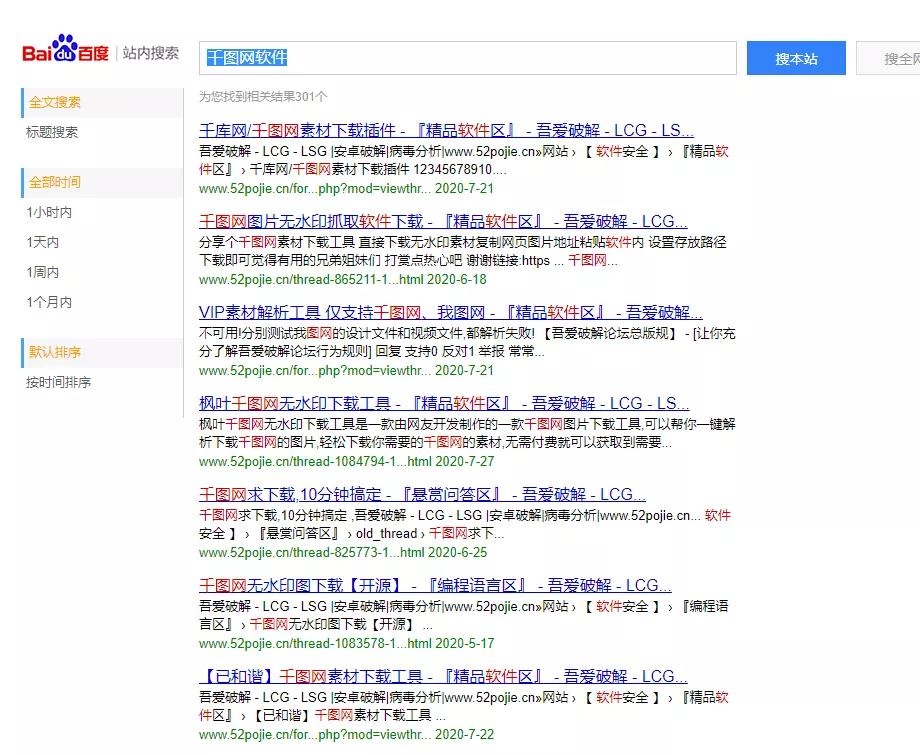 Bai du 百度 站内搜索
千图网软件
搜本站
搜全网
为您找到相关结果301个
全文搜索
标题搜索
全部时间
1小时内
1天内
1周内
1个月内
默认排序
按时间排序
千库网/千图网素材下载插件 - 『精品软件区』 - 吾爱破解 - LCG - LS...
吾爱破解 - LCG - LSG |安卓破解|病毒分析|www.52pojie.cn»网站 › 【 软件安全 】 › 『精品软
件区』 › 千库网/千图网素材下载插件 12345678910....
www.52pojie.cn/for...php?mod=viewthr... 2020-7-21
千图网图片无水印抓取软件下载 - 『精品软件区』 - 吾爱破解 - LCG...
分享个千图网素材下载工具 直接下载无水印素材复制网页图片地址粘贴软件内 设置存放路径
下载即可觉得有用的兄弟姐妹们 打赏点热心吧 谢谢链接:https ... 千图网...
www.52pojie.cn/thread-865211-1...html 2020-6-18
VIP素材解析工具 仅支持千图网、我图网 - 『精品软件区』 - 吾爱破解...
不可用!分别测试我图网的设计文件和视频文件,都解析失败! 【吾爱破解论坛总版规】 - [让你充
分了解吾爱破解论坛行为规则] 回复 支持0 反对1 举报 常常...
www.52pojie.cn/for...php?mod=viewthr... 2020-7-21
枫叶千图网无水印下载工具 - 『精品软件区』 - 吾爱破解 - LCG - LS...
枫叶千图网无水印下载工具是一款由网友开发制作的一款千图网图片下载工具,可以帮你一键解
析下载千图网的图片,轻松下载你需要的千图网的素材,无需付费就可以获取到需要...
www.52pojie.cn/thread-1084794-1...html 2020-7-27
千图网求下载,10分钟搞定 - 『悬赏问答区』 - 吾爱破解 - LCG...
千图网求下载,10分钟搞定 ,吾爱破解 - LCG - LSG |安卓破解|病毒分析|www.52pojie.cn... 软件
安全 】 › 『悬赏问答区』 › old_thread › 千图网求下...
www.52pojie.cn/thread-825773-1...html 2020-6-25
千图网无水印图下载【开源】 - 『编程语言区』 - 吾爱破解 - LCG...
吾爱破解 - LCG - LSG |安卓破解|病毒分析|www.52pojie.cn»网站 › 【 软件安全 】 › 『编程语
言区』 › 千图网无水印图下载【开源】 ...
www.52pojie.cn/thread-1083578-1...html 2020-5-17
【已和谐】千图网素材下载工具 - 『精品软件区』 - 吾爱破解 - LCG...
吾爱破解 - LCG - LSG |安卓破解|病毒分析|www.52pojie.cn»网站 › 【 软件安全 】 › 『精品软
件区』 › 【已和谐】千图网素材下载工具 ...
www.52pojie.cn/for...php?mod=viewthr... 2020-7-22